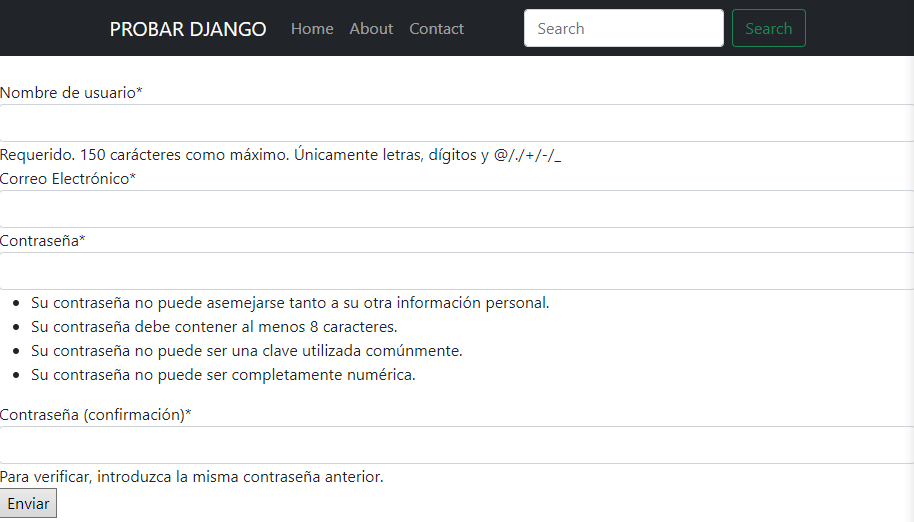 PROBAR DJANGO Home About Contact Search Search
Nombre de usuario*
Requerido. 150 carácteres como máximo. Únicamente letras, dígitos y @/./+/-/_
Correo Electrónico*
Contraseña*
• Su contraseña no puede asemejarse tanto a su otra información personal.
• Su contraseña debe contener al menos 8 caracteres.
• Su contraseña no puede ser una clave utilizada comúnmente.
• Su contraseña no puede ser completamente numérica.
Contraseña (confirmación)*
Para verificar, introduzca la misma contraseña anterior.
Enviar